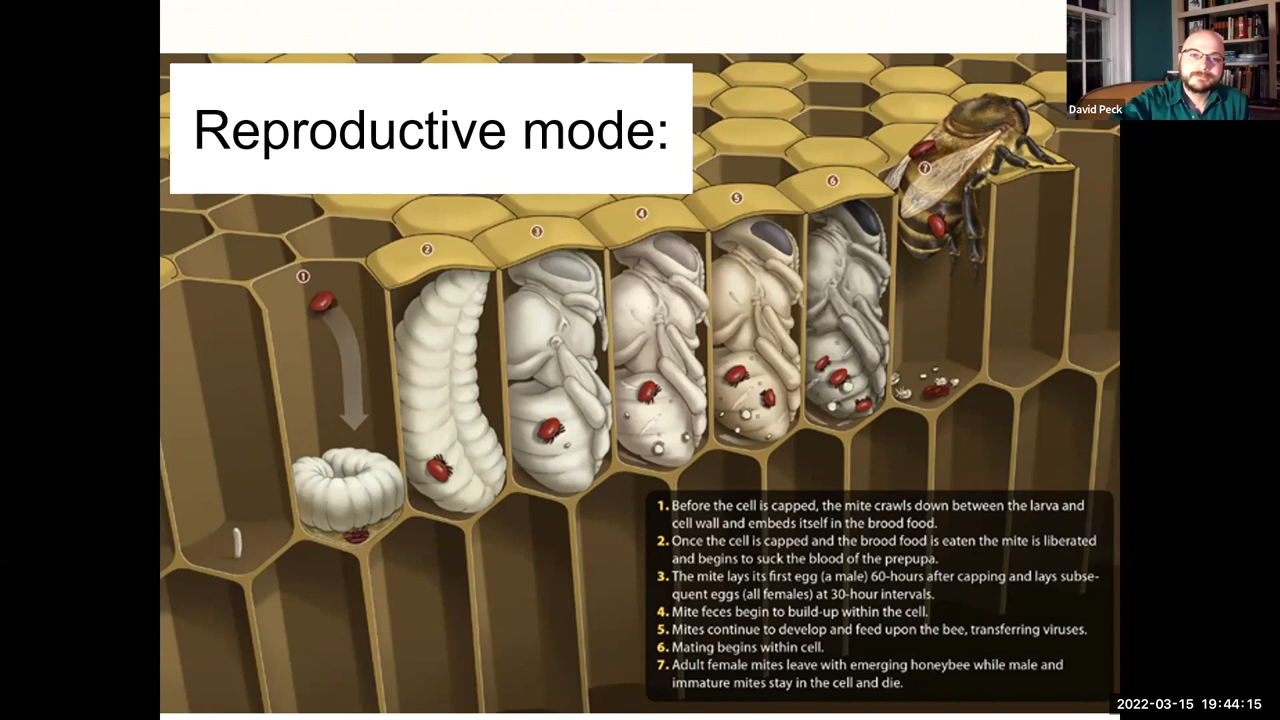 David Peck
Reproductive mode:
7
6
5
4
3
2
1
1. Before the cell is capped, the mite crawls down between the larva and
cell wall and embeds itself in the brood food.
2. Once the cell is capped and the brood food is eaten the mite is liberated
and begins to suck the blood of the prepupa.
3. The mite lays its first egg (a male) 60-hours after capping and lays subse-
quent eggs (all females) at 30-hour intervals.
4. Mite feces begin to build-up within the cell.
5. Mites continue to develop and feed upon the bee, transferring viruses.
6. Mating begins within cell.
7. Adult female mites leave with emerging honeybee while male and
immature mites stay in the cell and die.
2022-03-15 19:44:15